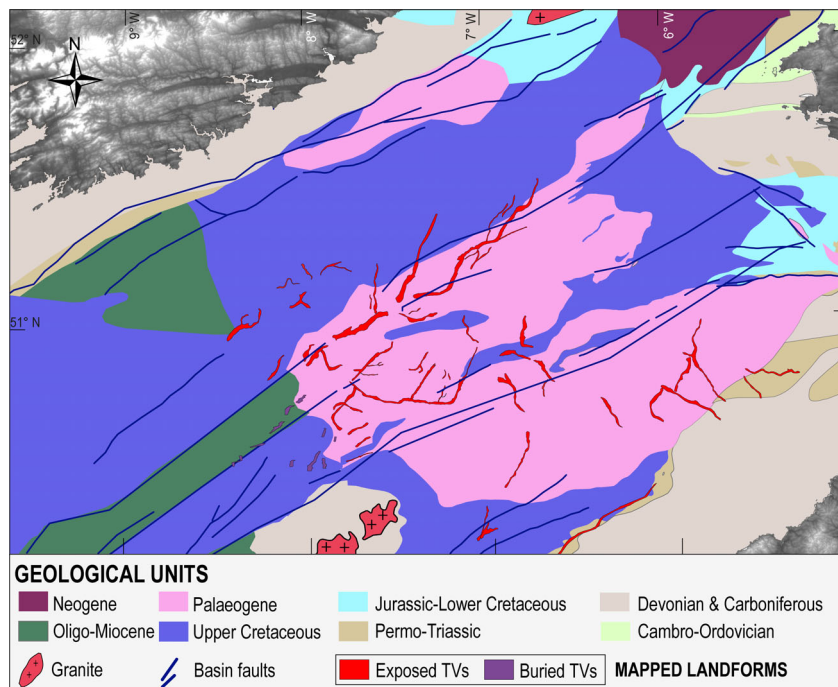 52° N
9° W
8° W
7° W
6° W
N
51° N
GEOLOGICAL UNITS
Neogene
Palaeogene
Jurassic-Lower Cretaceous
Devonian & Carboniferous
Oligo-Miocene
Upper Cretaceous
Permo-Triassic
Cambro-Ordovician
Granite
Basin faults
Exposed TVs
Buried TVs
MAPPED LANDFORMS